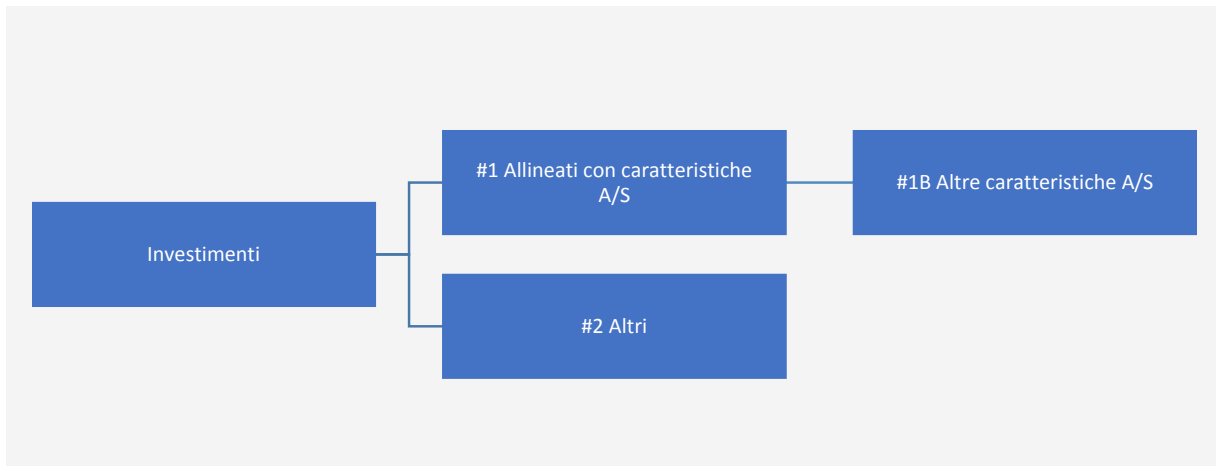 #1 Allineati con caratteristiche
A/S
#1B Altre caratteristiche A/S
Investimenti
#2 Altri